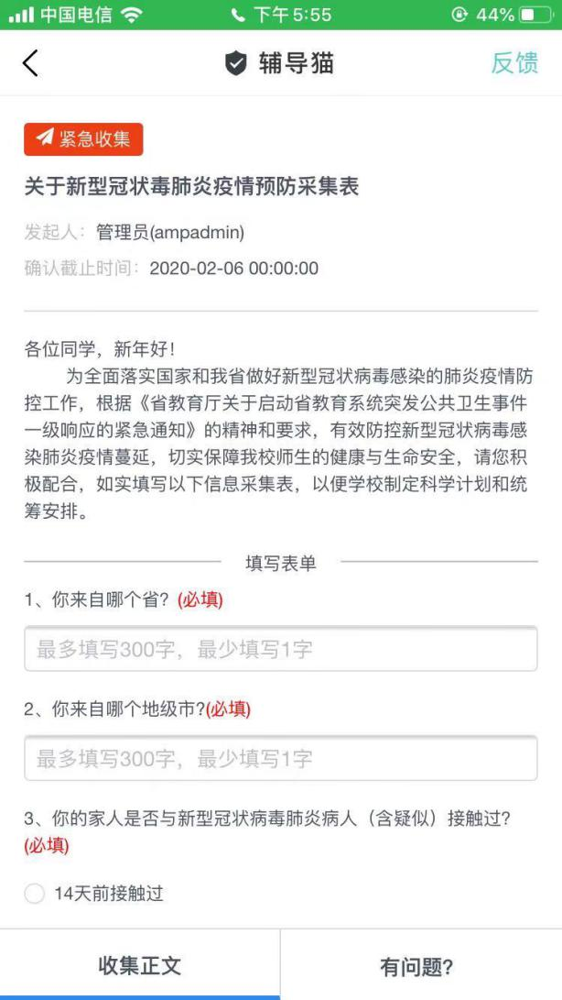 中国电信 下午5:55 44%
辅导猫 反馈
紧急收集
关于新型冠状毒肺炎疫情预防采集表
发起人：管理员(ampadmin)
确认截止时间：2020-02-06 00:00:00
各位同学，新年好！
为全面落实国家和我省做好新型冠状病毒感染的肺炎疫情防
控工作，根据《省教育厅关于启动省教育系统突发公共卫生事件
一级响应的紧急通知》的精神和要求，有效防控新型冠状病毒感
染肺炎疫情蔓延，切实保障我校师生的健康与生命安全，请您积
极配合，如实填写以下信息采集表，以便学校制定科学计划和统
筹安排。
填写表单
1、你来自哪个省？(必填)
最多填写300字，最少填写1字
2、你来自哪个地级市?(必填)
最多填写300字，最少填写1字
3、你的家人是否与新型冠状病毒肺炎病人（含疑似）接触过?
(必填)
14天前接触过
收集正文 有问题?